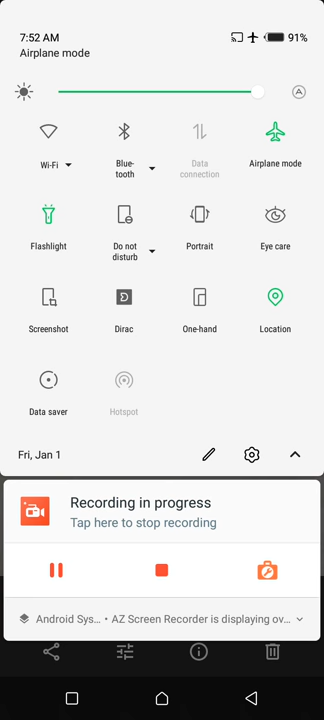 7:52 AM
91%
Airplane mode
A
Wi-Fi
Blue-
tooth
Data
connection
Airplane mode
Flashlight
Do not
disturb
Portrait
Eye care
Screenshot
Dirac
One-hand
Location
Data saver
Hotspot
Fri, Jan 1
Recording in progress
Tap here to stop recording
Android Sys... • AZ Screen Recorder is displaying ov...